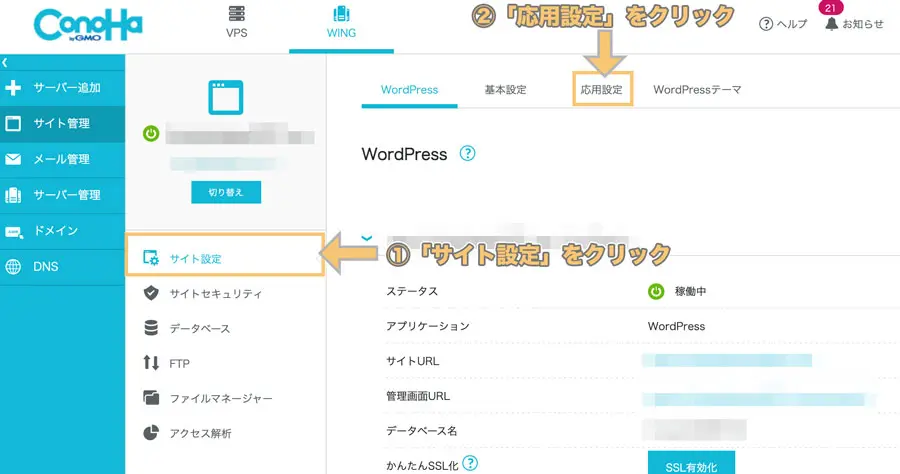 ConoHa
by GMO
VPS
WING
②「応用設定」をクリック
ヘルプ
21
お知らせ
サーバー追加
サイト管理
メール管理
サーバー管理
ドメイン
DNS
切り替え
サイト設定
サイトセキュリティ
データベース
FTP
ファイルマネージャー
アクセス解析
WordPress
基本設定
応用設定
WordPressテーマ
WordPress
①「サイト設定」をクリック
ステータス
稼働中
アプリケーション
WordPress
サイトURL
管理画面URL
データベース名
かんたんSSL化
SSL有効化